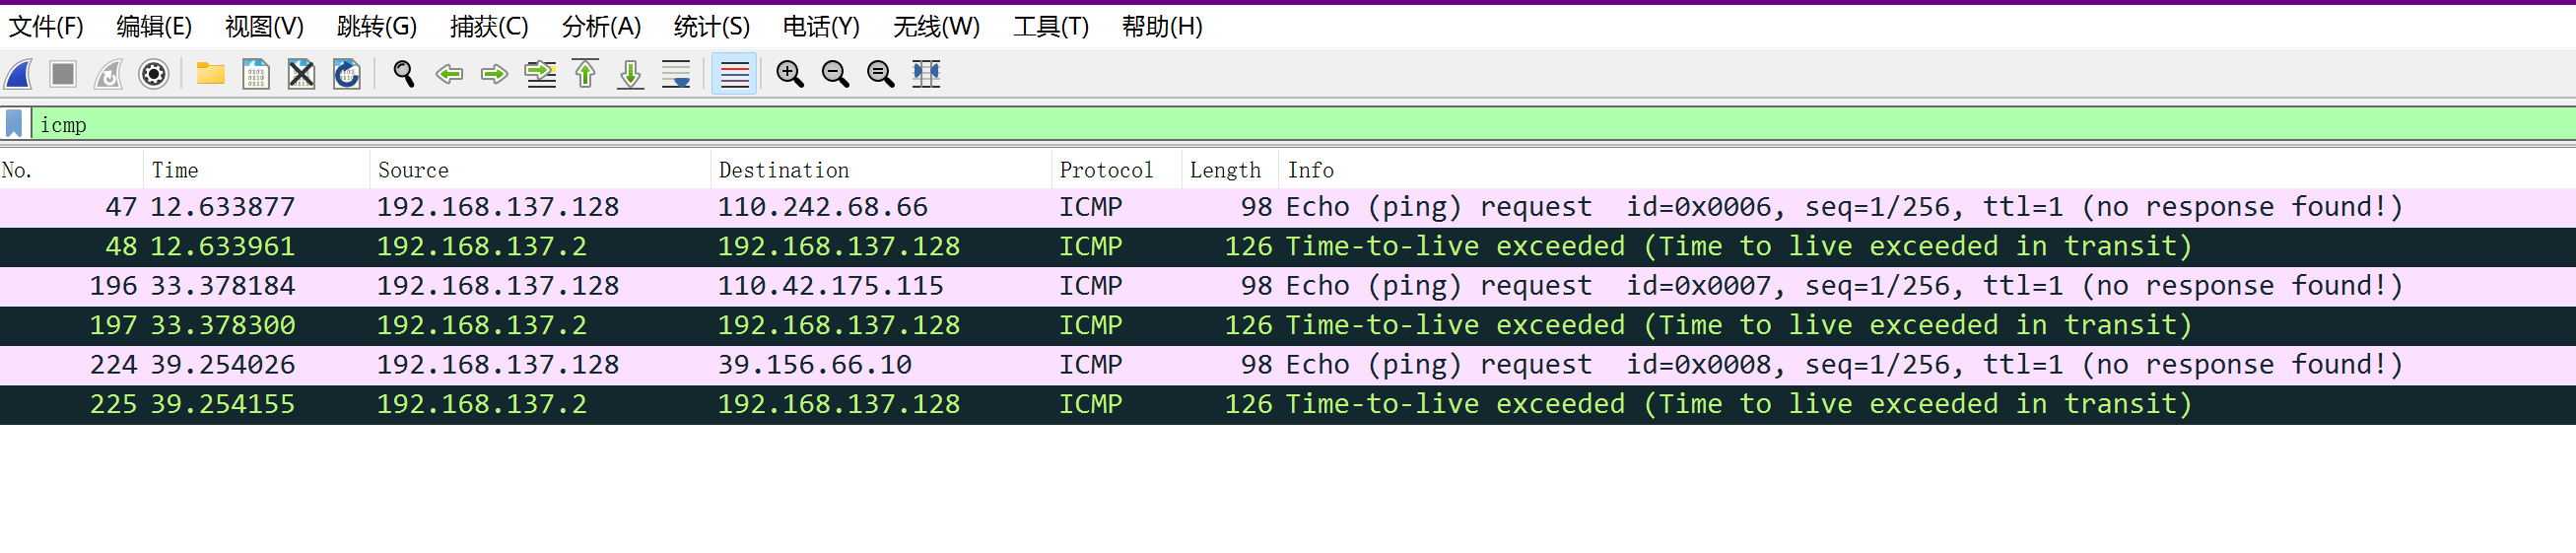 文件(F) 编辑(E) 视图(V) 跳转(G) 捕获(C) 分析(A) 统计(S) 电话(Y) 无线(W) 工具(T) 帮助(H)
icmp
No. Time Source Destination Protocol Length Info
47 12.633877 192.168.137.128 110.242.68.66 ICMP 98 Echo (ping) request id=0x0006, seq=1/256, ttl=1 (no response found!)
48 12.633961 192.168.137.2 192.168.137.128 ICMP 126 Time-to-live exceeded (Time to live exceeded in transit)
196 33.378184 192.168.137.128 110.42.175.115 ICMP 98 Echo (ping) request id=0x0007, seq=1/256, ttl=1 (no response found!)
197 33.378300 192.168.137.2 192.168.137.128 ICMP 126 Time-to-live exceeded (Time to live exceeded in transit)
224 39.254026 192.168.137.128 39.156.66.10 ICMP 98 Echo (ping) request id=0x0008, seq=1/256, ttl=1 (no response found!)
225 39.254155 192.168.137.2 192.168.137.128 ICMP 126 Time-to-live exceeded (Time to live exceeded in transit)